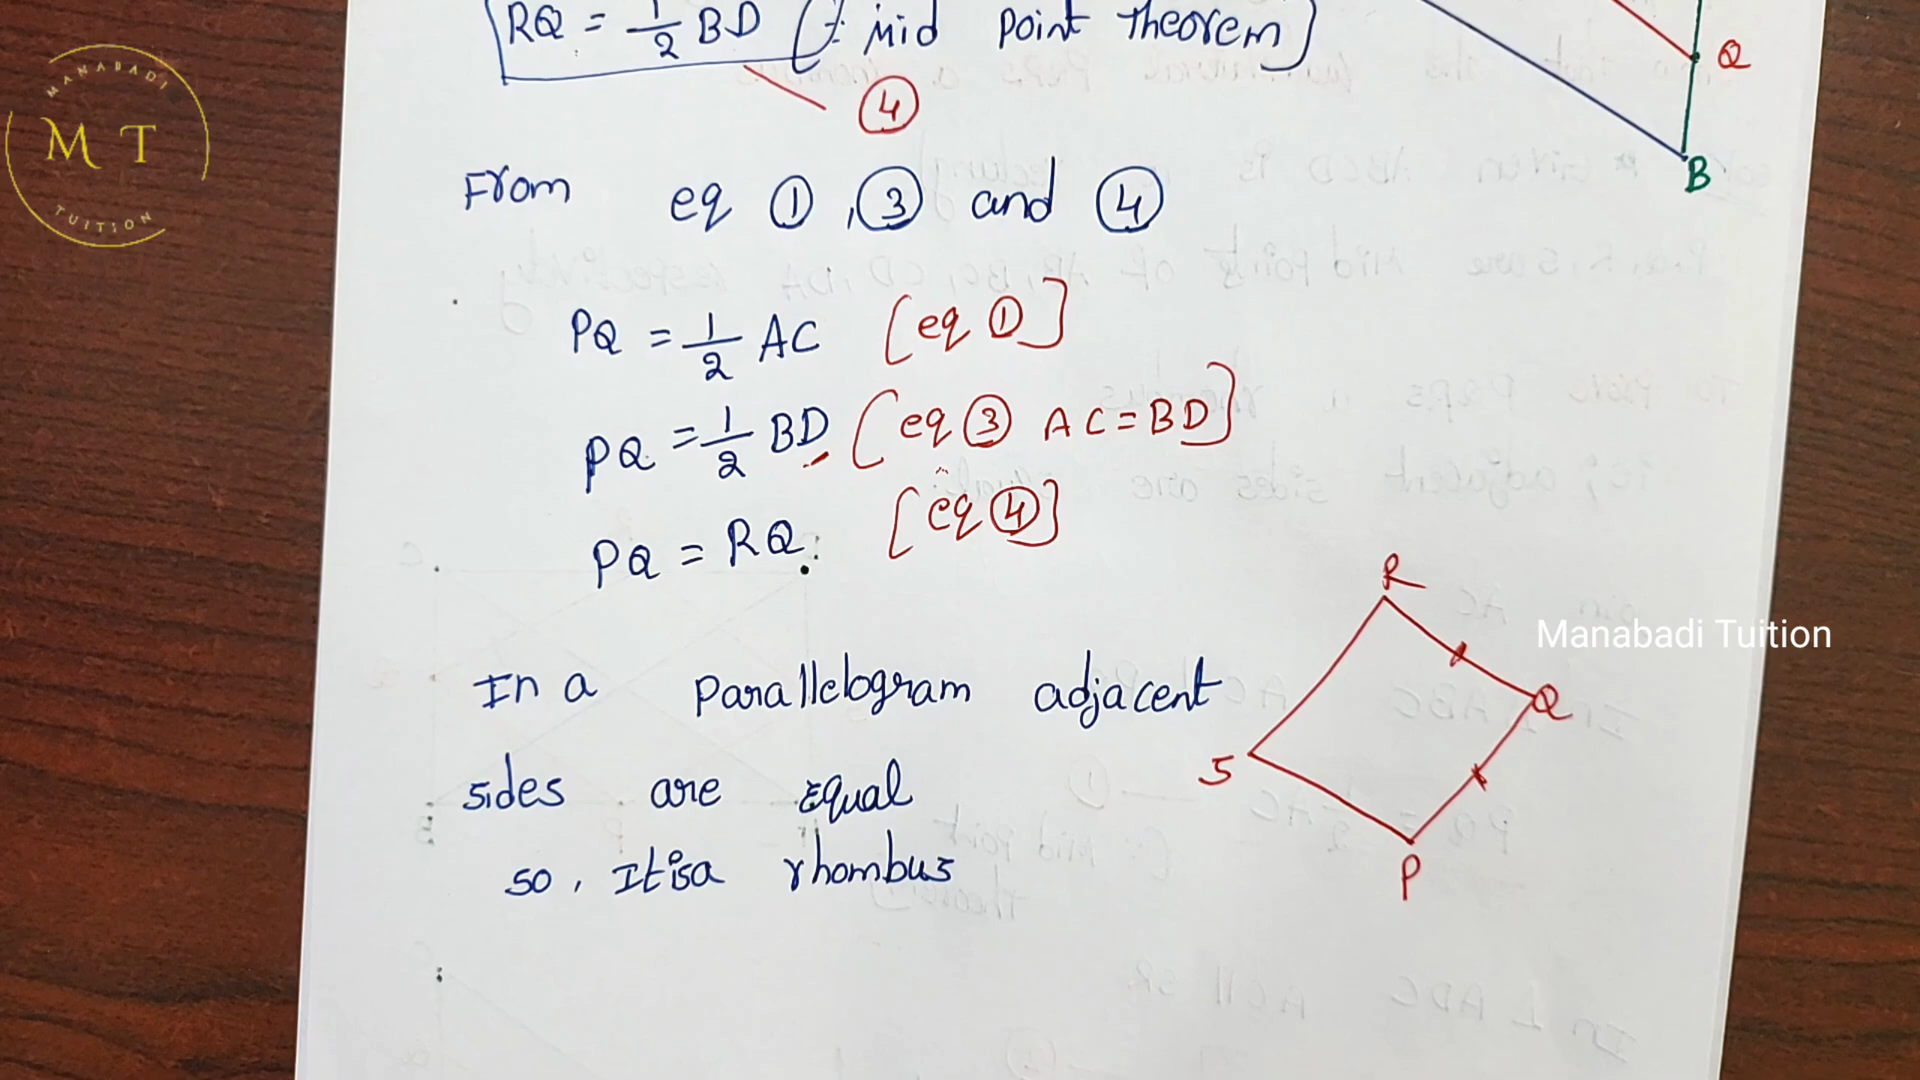 RQ = 1/2 BD (∵ Mid Point Theorem)
④
Q
B
From eq ① , ③ and ④
PQ = 1/2 AC [eq ①]
PQ = 1/2 BD [eq ③ AC = BD]
PQ = RQ [eq ④]
In a Parallelogram adjacent
sides are Equal
so, It is a rhombus
R
Q
S
P
MANABADI
MT
TUITION
Manabadi Tuition